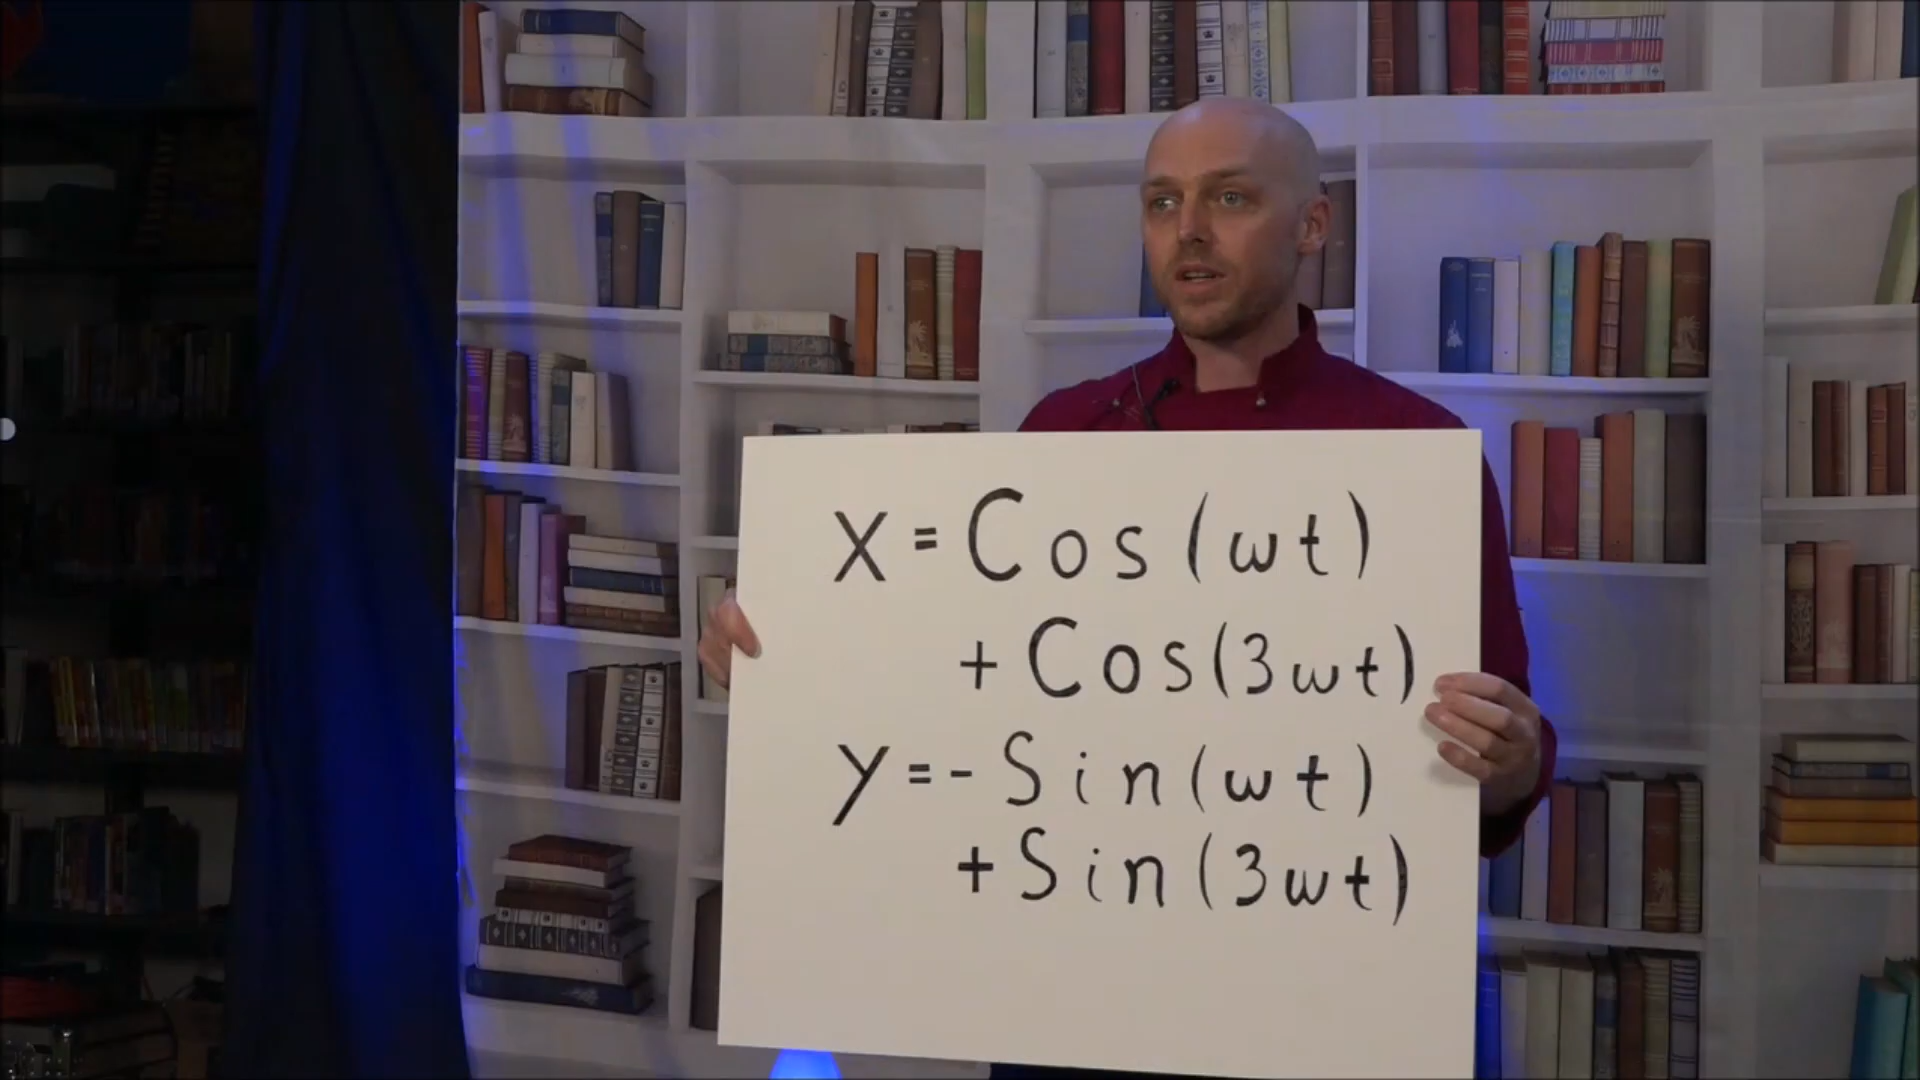 x = Cos (ωt)
+ Cos (3ωt)
y = - Sin (ωt)
+ Sin (3ωt)